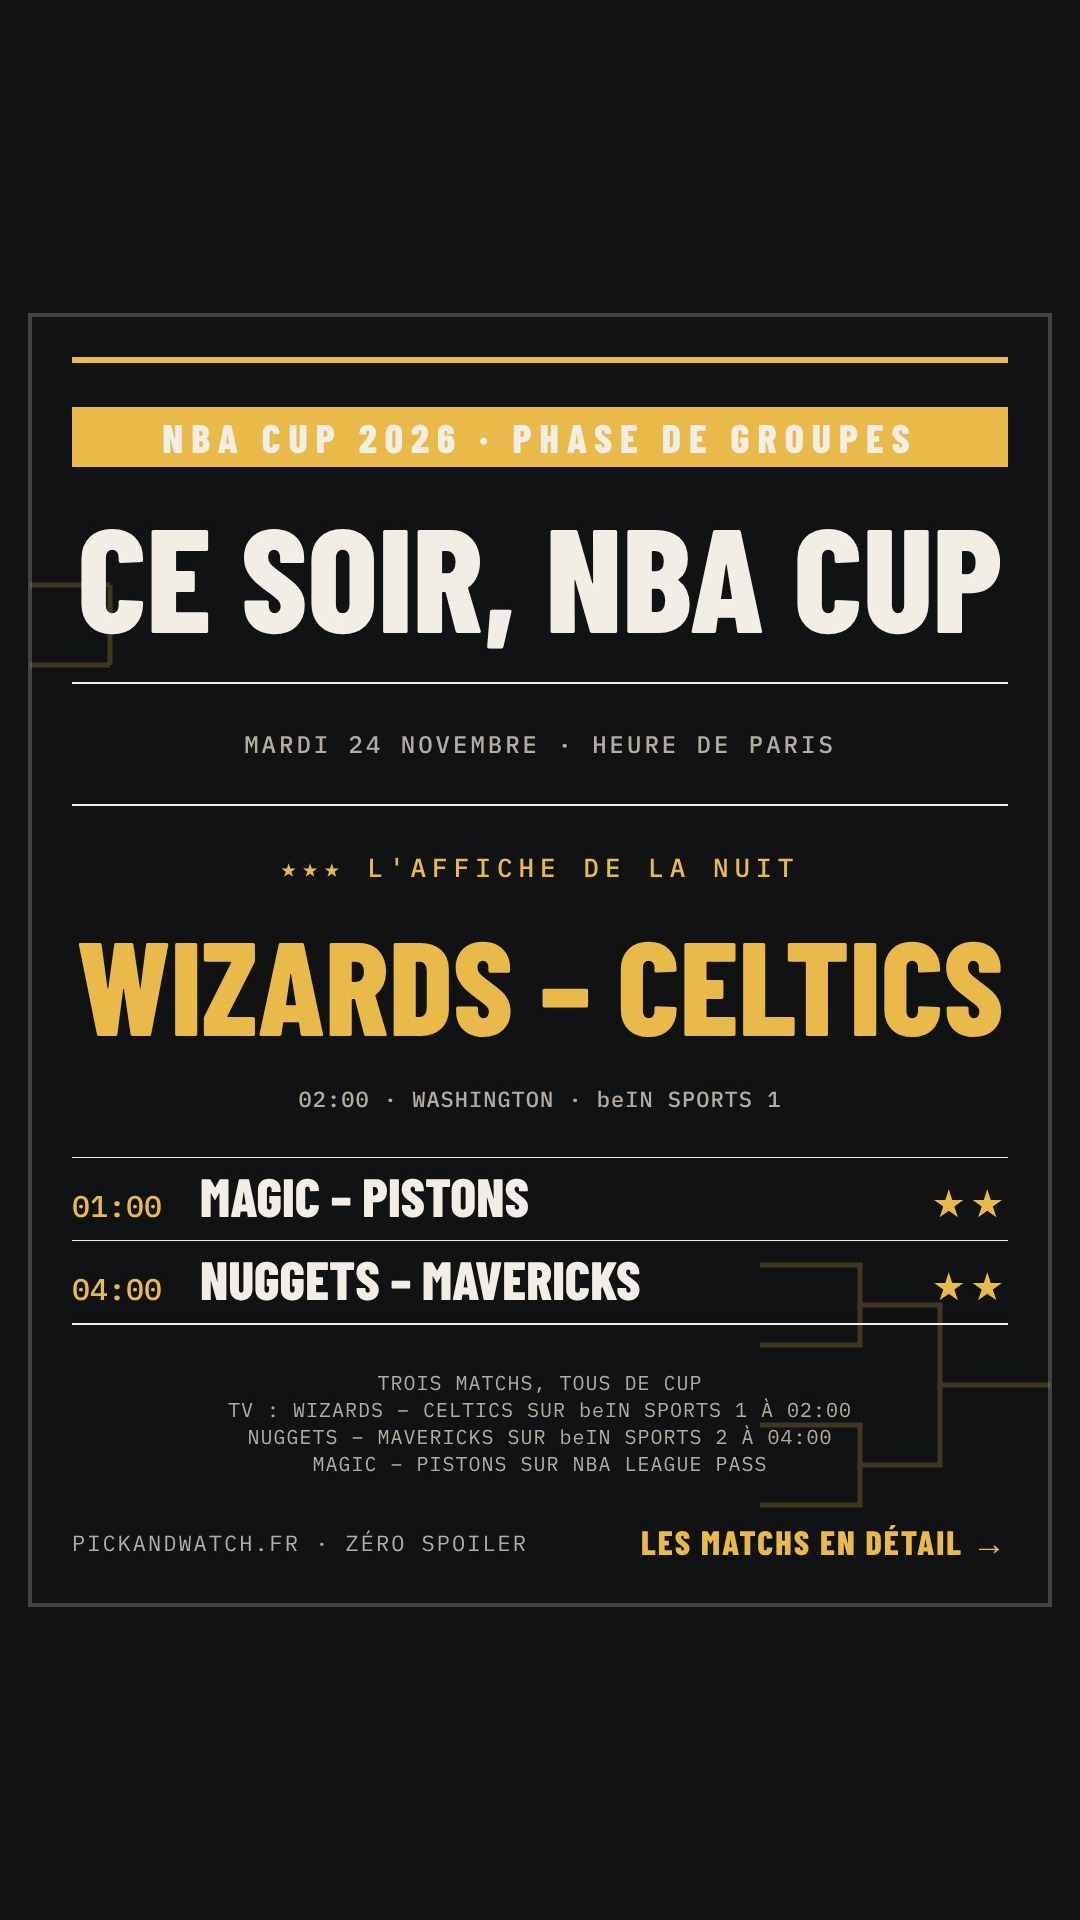 NBA CUP 2026 · PHASE DE GROUPES
CE SOIR, NBA CUP
MARDI 24 NOVEMBRE · HEURE DE PARIS
★★★ L'AFFICHE DE LA NUIT
WIZARDS – CELTICS
02:00 · WASHINGTON · beIN SPORTS 1
01:00 MAGIC – PISTONS ★★
04:00 NUGGETS – MAVERICKS ★★
TROIS MATCHS, TOUS DE CUP
TV : WIZARDS – CELTICS SUR beIN SPORTS 1 À 02:00
NUGGETS – MAVERICKS SUR beIN SPORTS 2 À 04:00
MAGIC – PISTONS SUR NBA LEAGUE PASS
PICKANDWATCH.FR · ZÉRO SPOILER
LES MATCHS EN DÉTAIL →